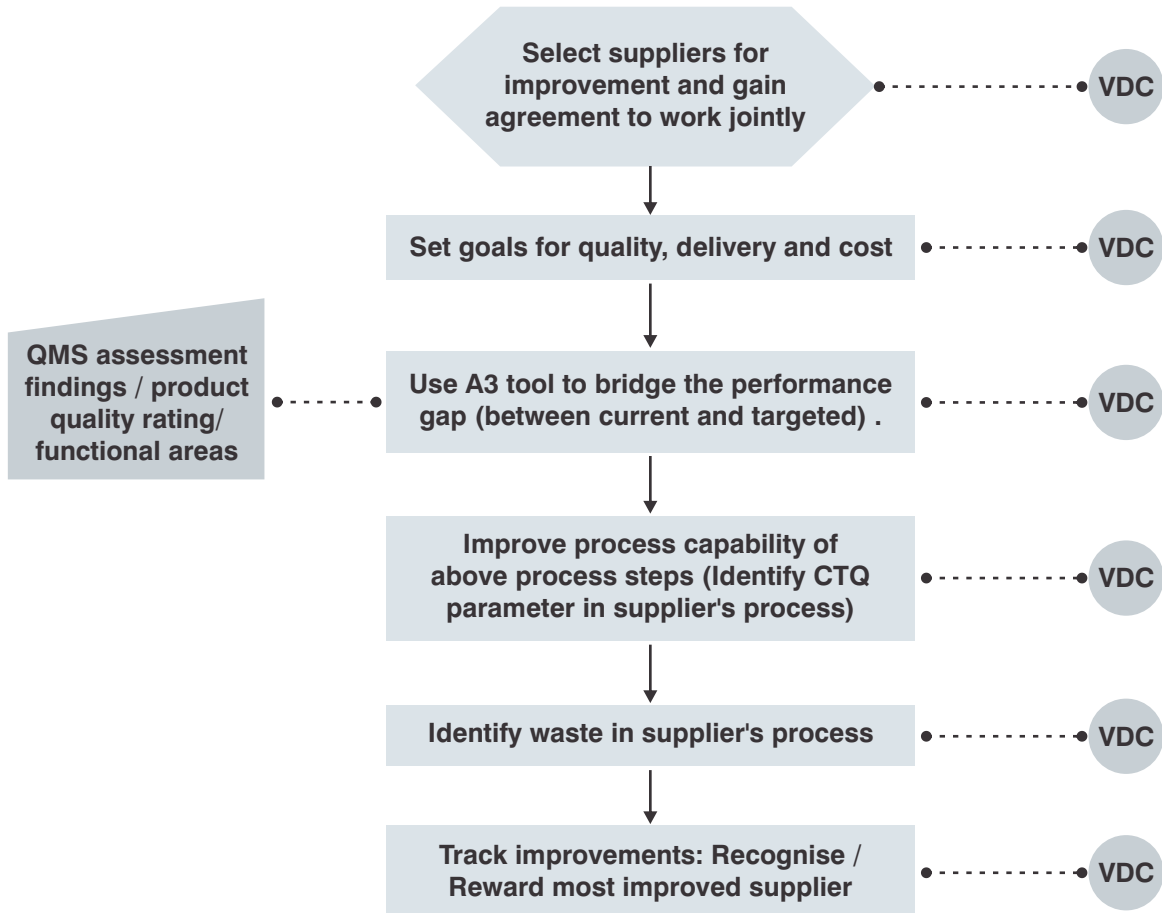 Select suppliers for
improvement and gain
agreement to work jointly
VDC
Set goals for quality, delivery and cost
VDC
QMS assessment
findings / product
quality rating/
functional areas
Use A3 tool to bridge the performance
gap (between current and targeted) .
VDC
Improve process capability of
above process steps (Identify CTQ
parameter in supplier's process)
VDC
Identify waste in supplier's process
VDC
Track improvements: Recognise /
Reward most improved supplier
VDC